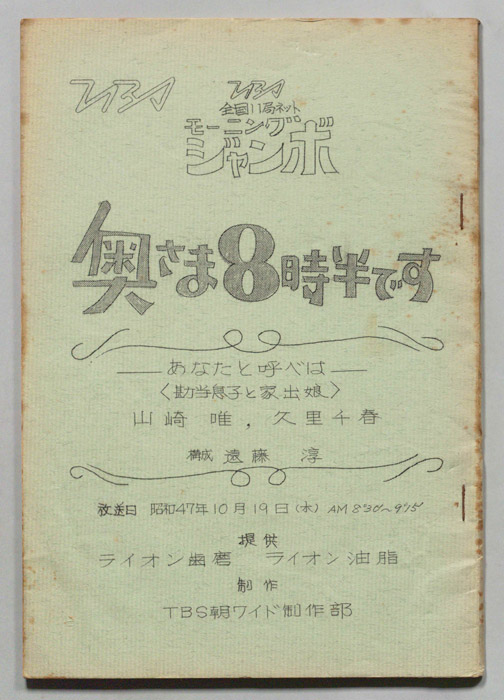 TBS
TBS
全国11局ネット
モーニング
ジャンボ
奥さま8時半です
――あなたと呼べば――
〈勘当息子と家出娘〉
山崎 唯, 久里千春
構成 遠藤 淳
放送日 昭和47年10月19日(水) AM 8:30〜9:15
提供
ライオン歯磨 ライオン油脂
制作
TBS朝ワイド制作部